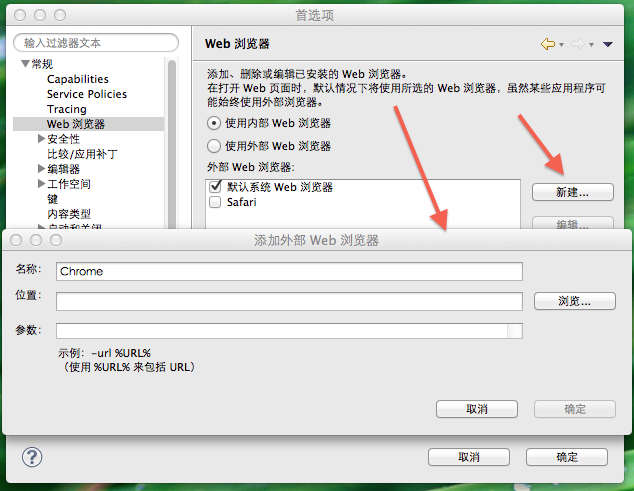 首选项
输入过滤器文本
Web 浏览器
常规
Capabilities
Service Policies
Tracing
Web 浏览器
安全性
比较/应用补丁
编辑器
工作空间
键
内容类型
自动和关闭
添加、删除或编辑已安装的 Web 浏览器。
在打开 Web 页面时，默认情况下将使用所选的 Web 浏览器，虽然某些应用程序可
能始终使用外部浏览器。
使用内部 Web 浏览器
使用外部 Web 浏览器
外部 Web 浏览器:
默认系统 Web 浏览器
Safari
新建...
编辑...
添加外部 Web 浏览器
名称:
Chrome
位置:
浏览...
参数:
示例: -url %URL%
（使用 %URL% 来包括 URL）
取消
确定
?
取消
确定